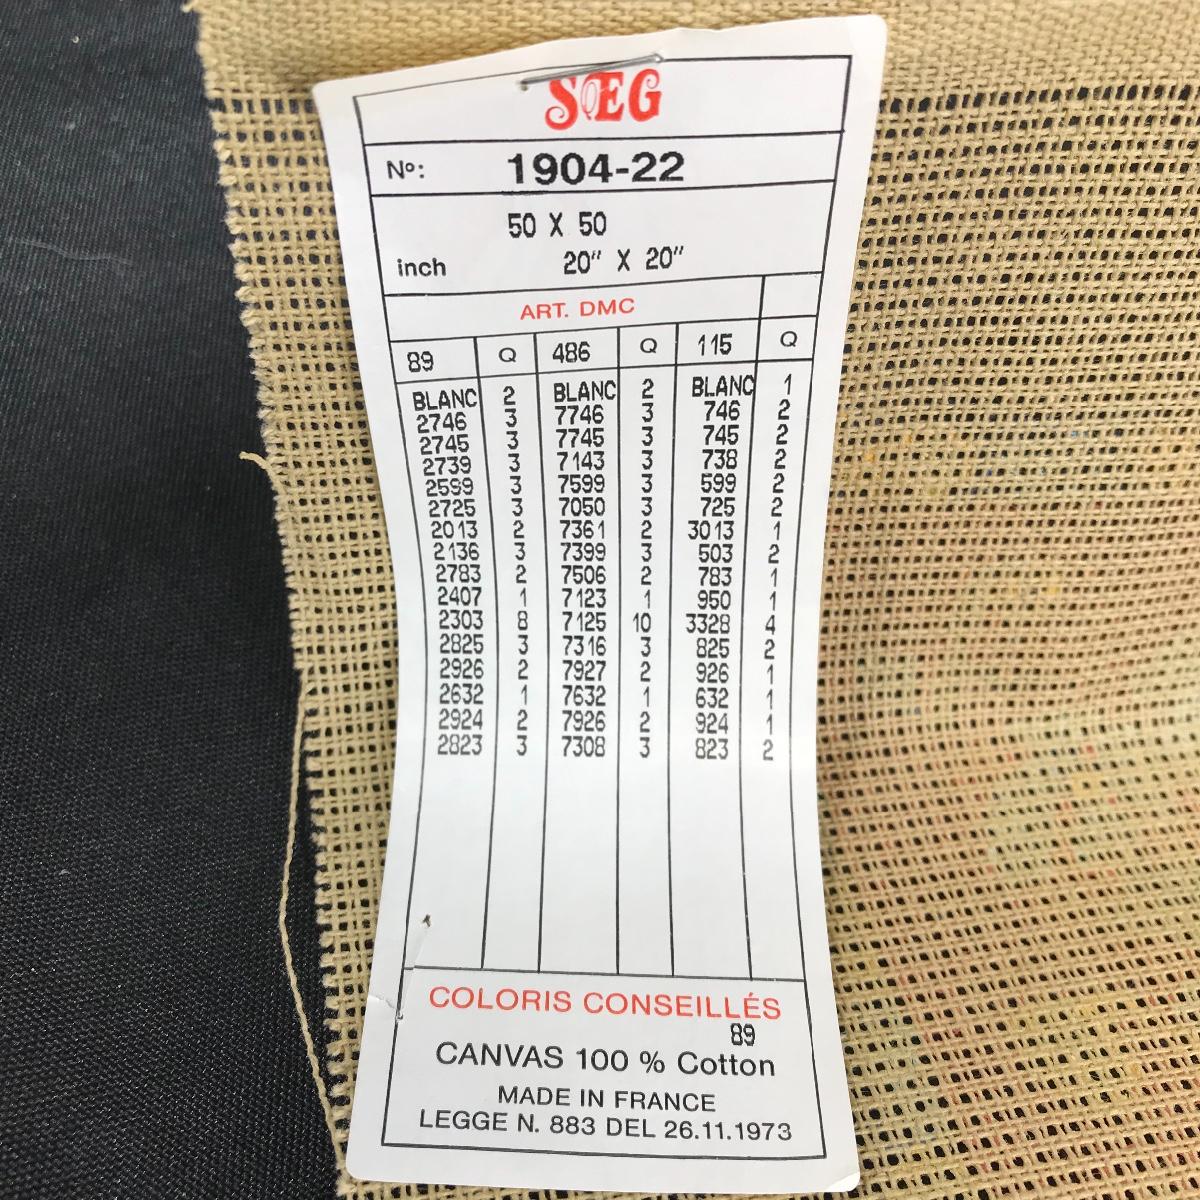 SEG
Nº: 1904-22
50 X 50
inch 20" X 20"
ART. DMC
89 Q 486 Q 115 Q
BLANC 2 BLANC 2 BLANC 1
2746 3 7746 3 746 2
2745 3 7745 3 745 2
2739 3 7143 3 738 2
2599 3 7599 3 599 2
2725 3 7050 3 725 2
2013 2 7361 2 3013 1
2136 3 7399 3 503 2
2783 2 7506 2 783 1
2407 1 7123 1 950 1
2303 8 7125 10 3328 4
2825 3 7316 3 825 2
2926 2 7927 2 926 1
2632 1 7632 1 632 1
2924 2 7926 2 924 1
2823 3 7308 3 823 2
COLORIS CONSEILLÉS
89
CANVAS 100 % Cotton
MADE IN FRANCE
LEGGE N. 883 DEL 26.11.1973